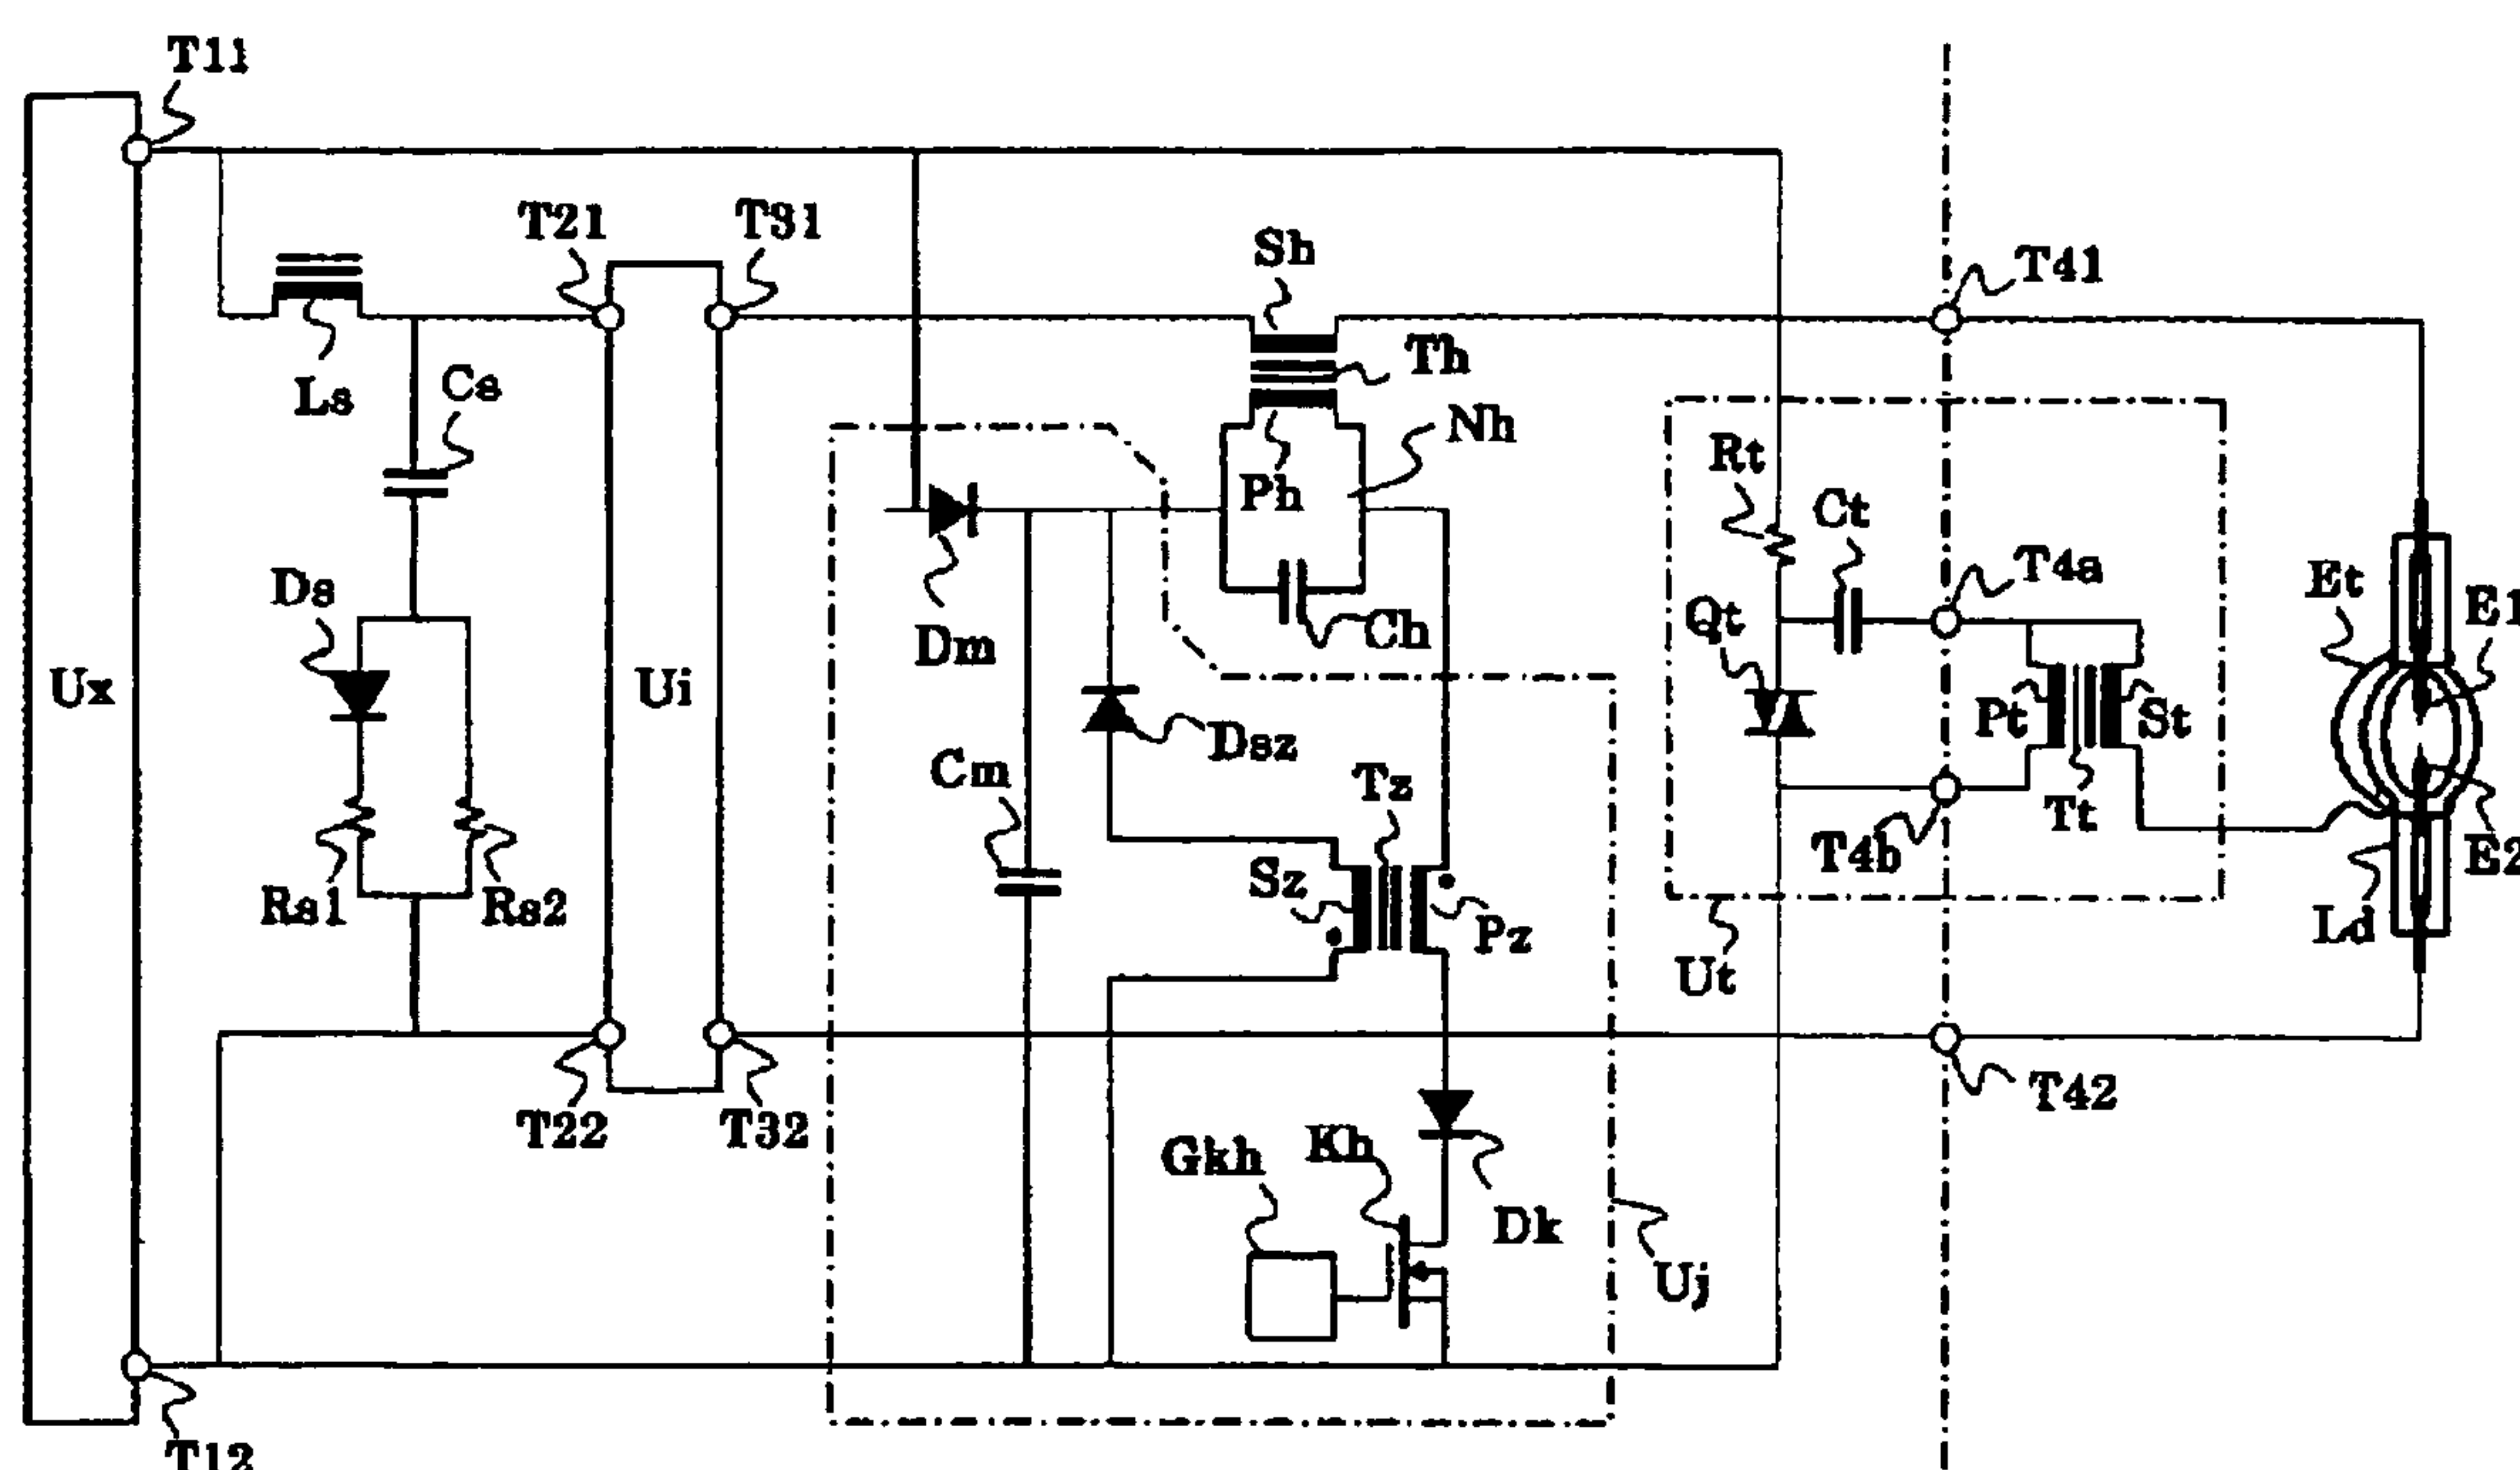 T11
T21
T31
Sh
T41
Ls
Cs
Th
Nh
Rt
Ct
Ph
T4a
Et
E1
Ds
Dm
Ch
Qt
Ux
Ui
Dsz
Pt
St
Cm
Tz
Tt
T4b
Sz
E2
Rs1
Rs2
Pz
Ld
Ut
T22
T32
T42
Gkh
Kh
Dk
Uj
T12